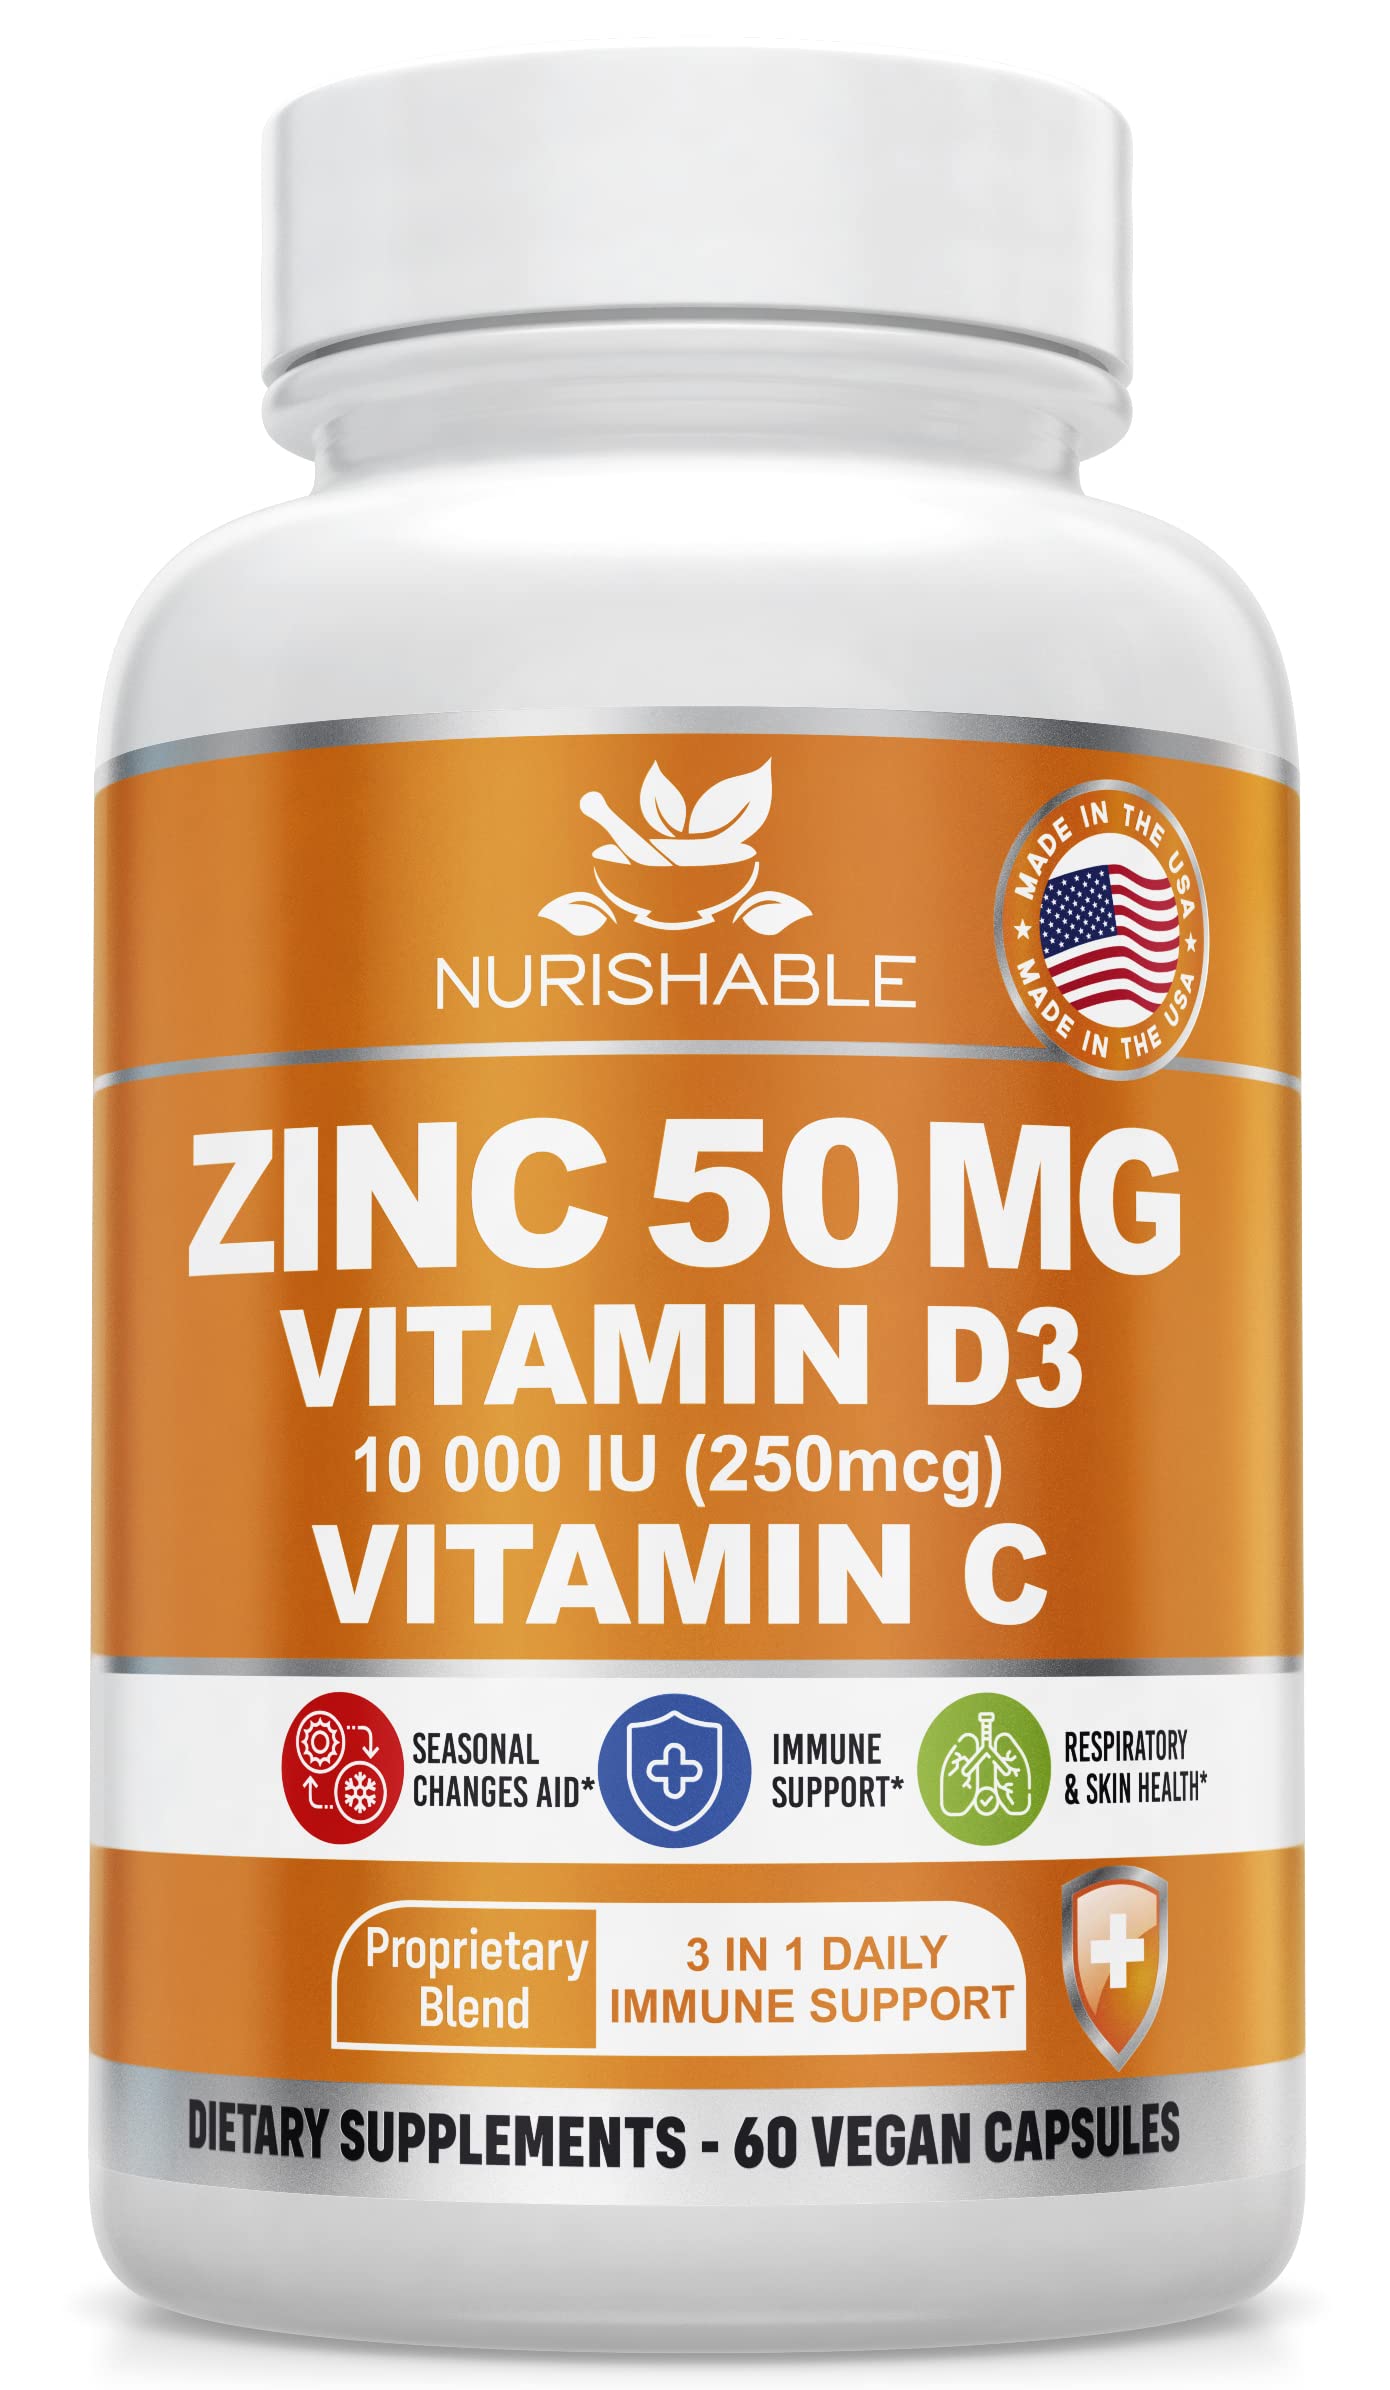 NURISHABLE
MADE IN THE USA
MADE IN THE USA
ZINC 50 MG
VITAMIN D3
10 000 IU (250mcg)
VITAMIN C
SEASONAL
CHANGES AID*
IMMUNE
SUPPORT*
RESPIRATORY
& SKIN HEALTH*
Proprietary
Blend
3 IN 1 DAILY
IMMUNE SUPPORT
DIETARY SUPPLEMENTS - 60 VEGAN CAPSULES